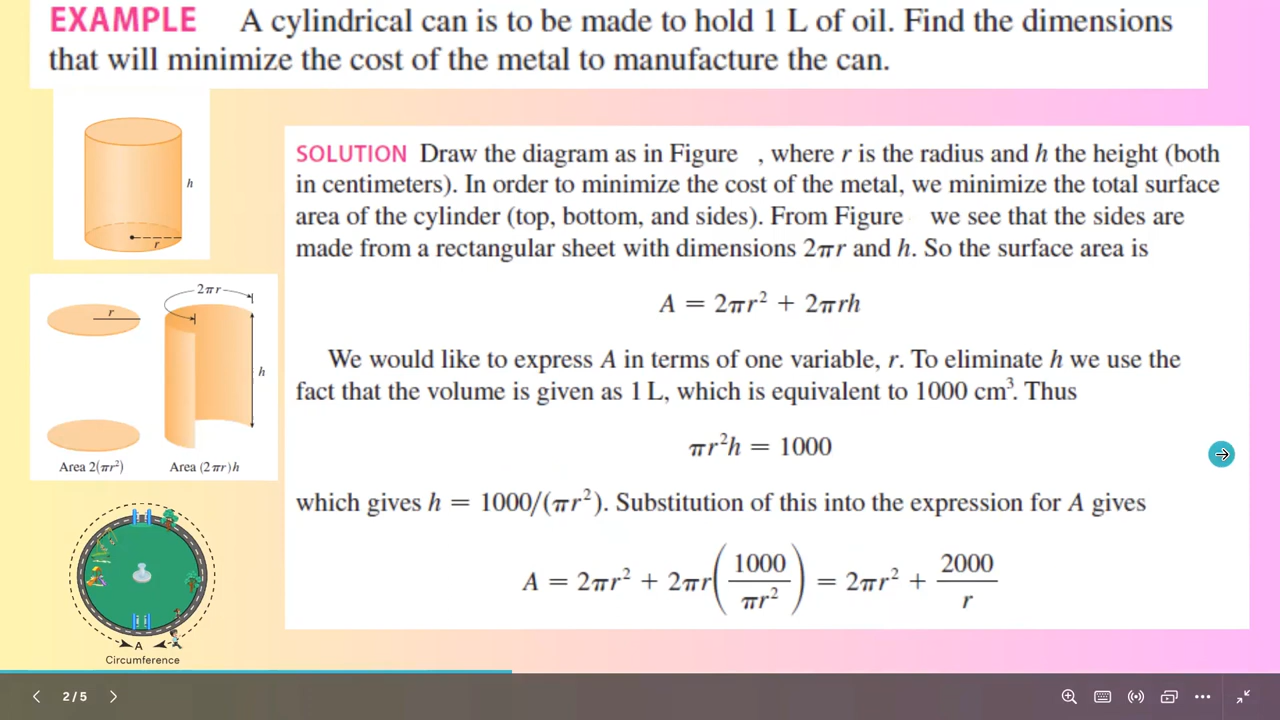 EXAMPLE A cylindrical can is to be made to hold 1 L of oil. Find the dimensions
that will minimize the cost of the metal to manufacture the can.
h
r
SOLUTION Draw the diagram as in Figure , where r is the radius and h the height (both
in centimeters). In order to minimize the cost of the metal, we minimize the total surface
area of the cylinder (top, bottom, and sides). From Figure we see that the sides are
made from a rectangular sheet with dimensions 2πr and h. So the surface area is
A = 2πr² + 2πrh
We would like to express A in terms of one variable, r. To eliminate h we use the
fact that the volume is given as 1 L, which is equivalent to 1000 cm³. Thus
πr²h = 1000
which gives h = 1000/(πr²). Substitution of this into the expression for A gives
A = 2πr² + 2πr(1000/πr²) = 2πr² + 2000/r
2πr
r
h
Area 2(πr²) Area (2πr)h
A
Circumference
2/5